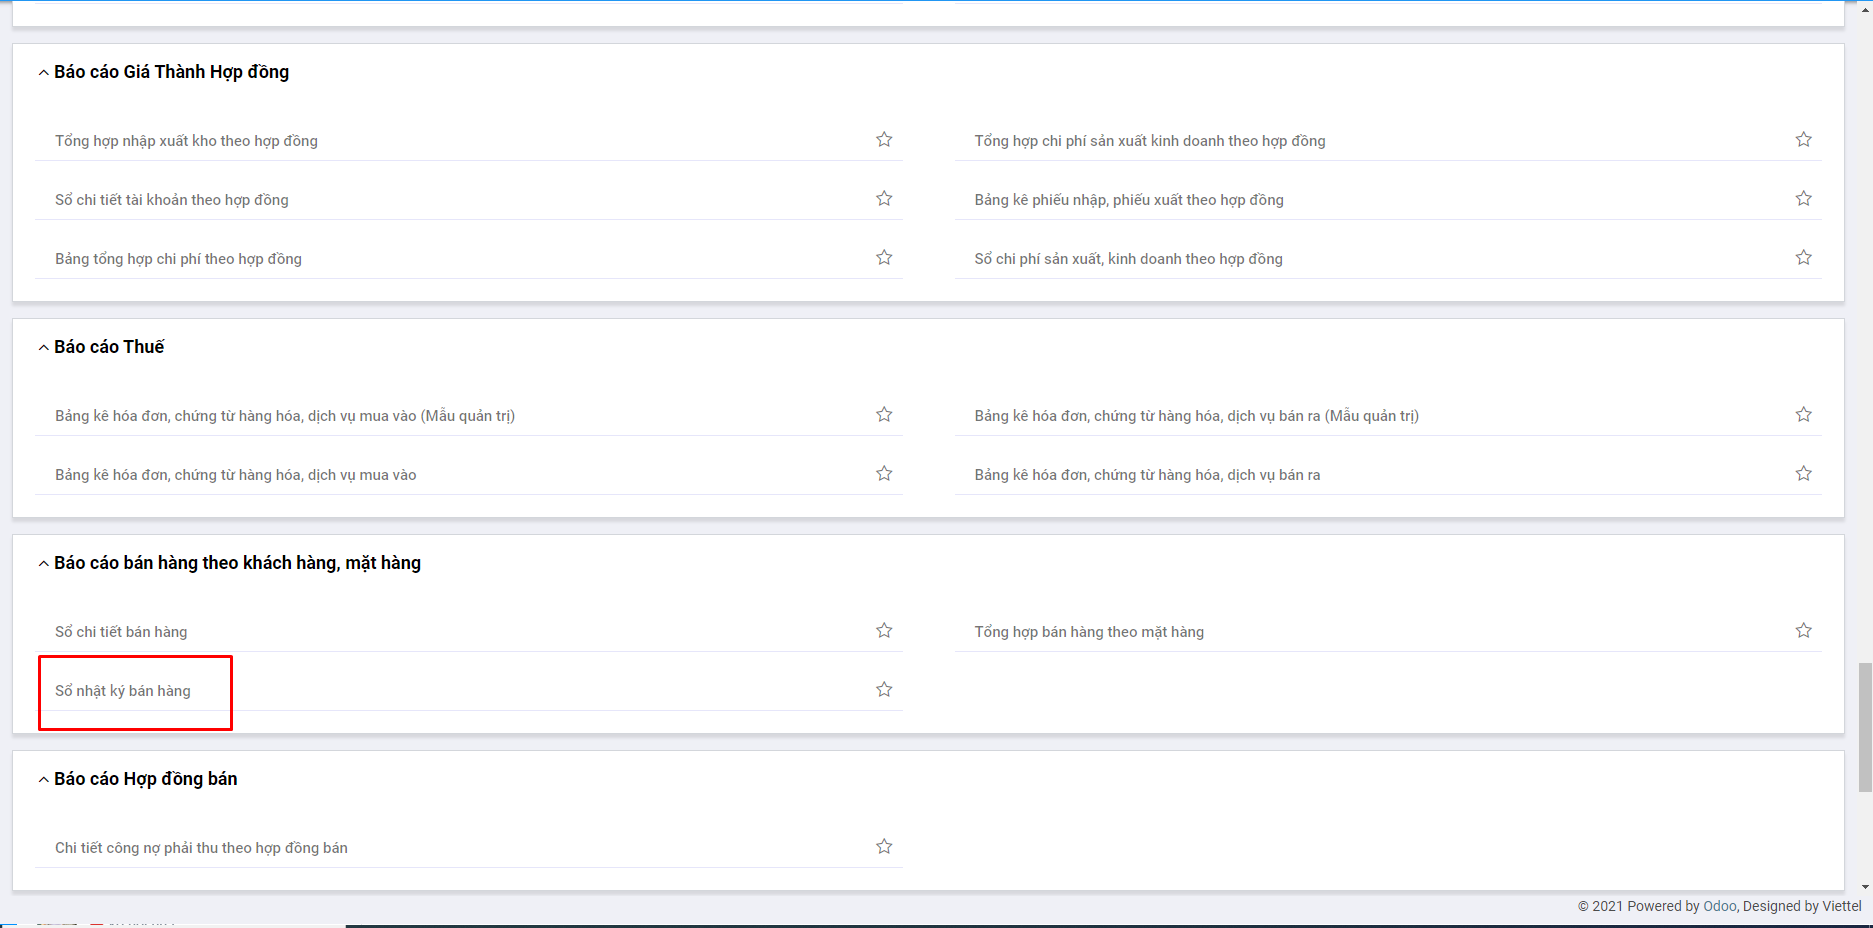 Báo cáo Giá Thành Hợp đồng
Tổng hợp nhập xuất kho theo hợp đồng
Tổng hợp chi phí sản xuất kinh doanh theo hợp đồng
Sổ chi tiết tài khoản theo hợp đồng
Bảng kê phiếu nhập, phiếu xuất theo hợp đồng
Bảng tổng hợp chi phí theo hợp đồng
Sổ chi phí sản xuất, kinh doanh theo hợp đồng
Báo cáo Thuế
Bảng kê hóa đơn, chứng từ hàng hóa, dịch vụ mua vào (Mẫu quản trị)
Bảng kê hóa đơn, chứng từ hàng hóa, dịch vụ bán ra (Mẫu quản trị)
Bảng kê hóa đơn, chứng từ hàng hóa, dịch vụ mua vào
Bảng kê hóa đơn, chứng từ hàng hóa, dịch vụ bán ra
Báo cáo bán hàng theo khách hàng, mặt hàng
Sổ chi tiết bán hàng
Tổng hợp bán hàng theo mặt hàng
Sổ nhật ký bán hàng
Báo cáo Hợp đồng bán
Chi tiết công nợ phải thu theo hợp đồng bán
© 2021 Powered by Odoo, Designed by Viettel